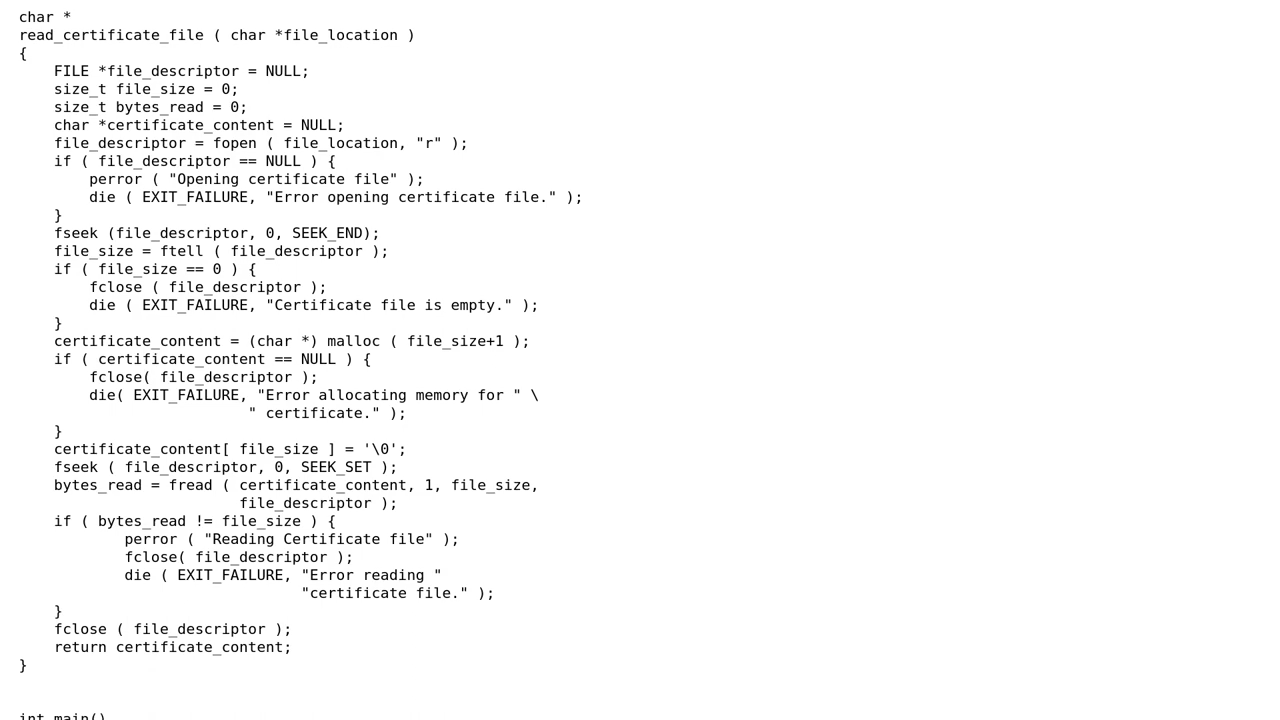 char *
read_certificate_file ( char *file_location )
{
    FILE *file_descriptor = NULL;
    size_t file_size = 0;
    size_t bytes_read = 0;
    char *certificate_content = NULL;
    file_descriptor = fopen ( file_location, "r" );
    if ( file_descriptor == NULL ) {
        perror ( "Opening certificate file" );
        die ( EXIT_FAILURE, "Error opening certificate file." );
    }
    fseek (file_descriptor, 0, SEEK_END);
    file_size = ftell ( file_descriptor );
    if ( file_size == 0 ) {
        fclose ( file_descriptor );
        die ( EXIT_FAILURE, "Certificate file is empty." );
    }
    certificate_content = (char *) malloc ( file_size+1 );
    if ( certificate_content == NULL ) {
        fclose( file_descriptor );
        die( EXIT_FAILURE, "Error allocating memory for " \
                          " certificate." );
    }
    certificate_content[ file_size ] = '\0';
    fseek ( file_descriptor, 0, SEEK_SET );
    bytes_read = fread ( certificate_content, 1, file_size,
                         file_descriptor );
    if ( bytes_read != file_size ) {
            perror ( "Reading Certificate file" );
            fclose( file_descriptor );
            die ( EXIT_FAILURE, "Error reading "
                                "certificate file." );
    }
    fclose ( file_descriptor );
    return certificate_content;
}
int main()